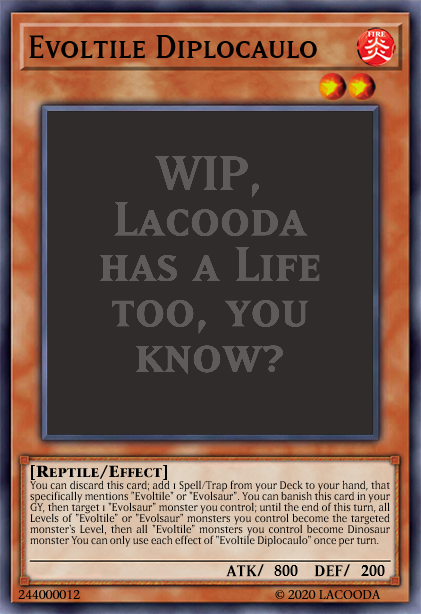 Evoltile Diplocaulo
FIRE
炎
WIP,
Lacooda
has a Life
too, you
know?
[Reptile/Effect]
You can discard this card; add 1 Spell/Trap from your Deck to your hand, that
specifically mentions "Evoltile" or "Evolsaur". You can banish this card in your
GY, then target 1 "Evolsaur" monster you control; until the end of this turn, all
Levels of "Evoltile" or "Evolsaur" monsters you control become the targeted
monster's Level, then all "Evoltile" monsters you control become Dinosaur
monster You can only use each effect of "Evoltile Diplocaulo" once per turn.
ATK/ 800 DEF/ 200
244000012 ©2020 LACOODA